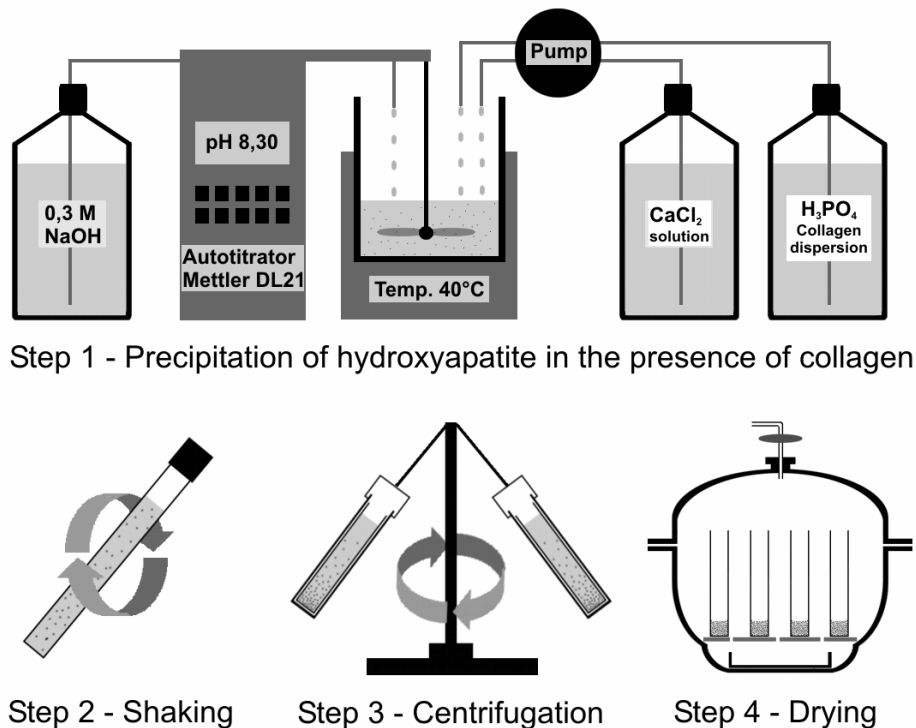 Pump
pH 8,30
0,3 M
NaOH
Autotitrator
Mettler DL21
Temp. 40°C
CaCl₂
solution
H₃PO₄
Collagen
dispersion
Step 1 - Precipitation of hydroxyapatite in the presence of collagen
Step 2 - Shaking
Step 3 - Centrifugation
Step 4 - Drying